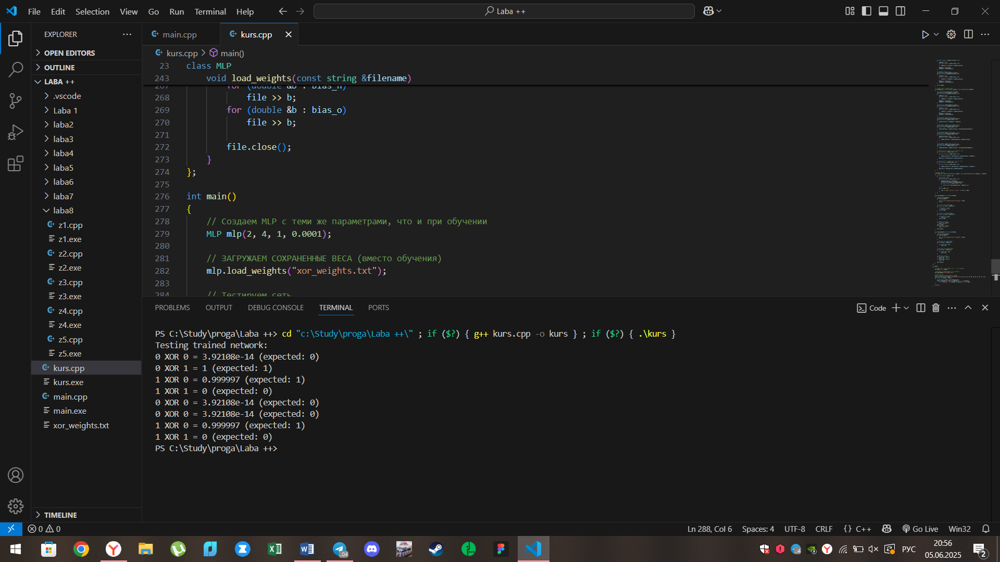 File Edit Selection View Go Run Terminal Help
Laba ++
EXPLORER
OPEN EDITORS
OUTLINE
LABA ++
.vscode
Laba 1
laba2
laba3
laba4
laba5
laba6
laba7
laba8
z1.cpp
z1.exe
z2.cpp
z2.exe
z3.cpp
z3.exe
z4.cpp
z4.exe
z5.cpp
z5.exe
kurs.cpp
kurs.exe
main.cpp
main.exe
xor_weights.txt
TIMELINE
main.cpp kurs.cpp
kurs.cpp > main()
23 class MLP
243 void load_weights(const string &filename)
267 for (double &b : bias_h)
268 file >> b;
269 for (double &b : bias_o)
270 file >> b;
271
272 file.close();
273 }
274 };
275
276 int main()
277 {
278 // Создаем MLP с теми же параметрами, что и при обучении
279 MLP mlp(2, 4, 1, 0.0001);
280
281 // ЗАГРУЖАЕМ СОХРАНЕННЫЕ ВЕСА (вместо обучения)
282 mlp.load_weights("xor_weights.txt");
283
284 // Тестируем сеть
PROBLEMS OUTPUT DEBUG CONSOLE TERMINAL PORTS
Code
PS C:\Study\proga\Laba ++> cd "c:\Study\proga\Laba ++\" ; if ($?) { g++ kurs.cpp -o kurs } ; if ($?) { .\kurs }
Testing trained network:
0 XOR 0 = 3.92108e-14 (expected: 0)
0 XOR 1 = 1 (expected: 1)
1 XOR 0 = 0.999997 (expected: 1)
1 XOR 1 = 0 (expected: 0)
0 XOR 0 = 3.92108e-14 (expected: 0)
0 XOR 0 = 3.92108e-14 (expected: 0)
1 XOR 0 = 0.999997 (expected: 1)
1 XOR 1 = 0 (expected: 0)
PS C:\Study\proga\Laba ++>
0 0
Ln 288, Col 6 Spaces: 4 UTF-8 CRLF {} C++ Go Live Win32
РУС
20:56
05.06.2025
2